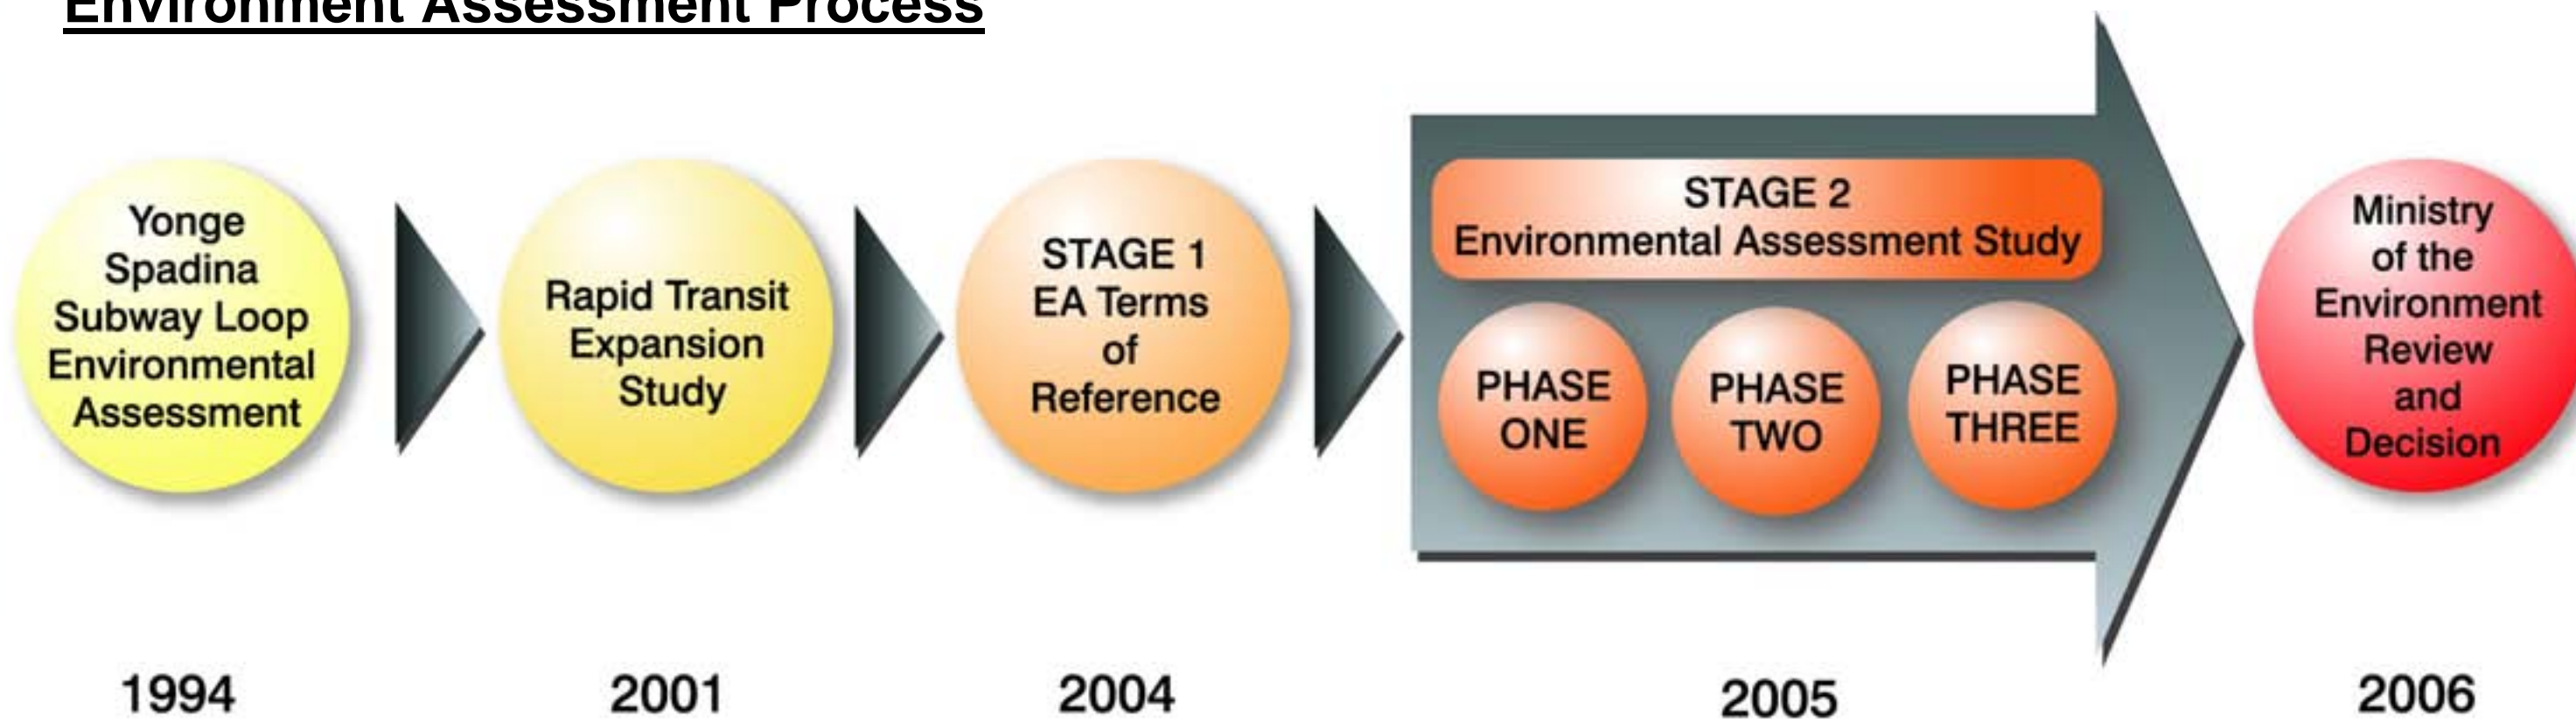 Environment Assessment Process
Yonge
Spadina
Subway Loop
Environmental
Assessment
Rapid Transit
Expansion
Study
STAGE 1
EA Terms
of
Reference
STAGE 2
Environmental Assessment Study
PHASE
ONE
PHASE
TWO
PHASE
THREE
Ministry
of the
Environment
Review
and
Decision
1994
2001
2004
2005
2006